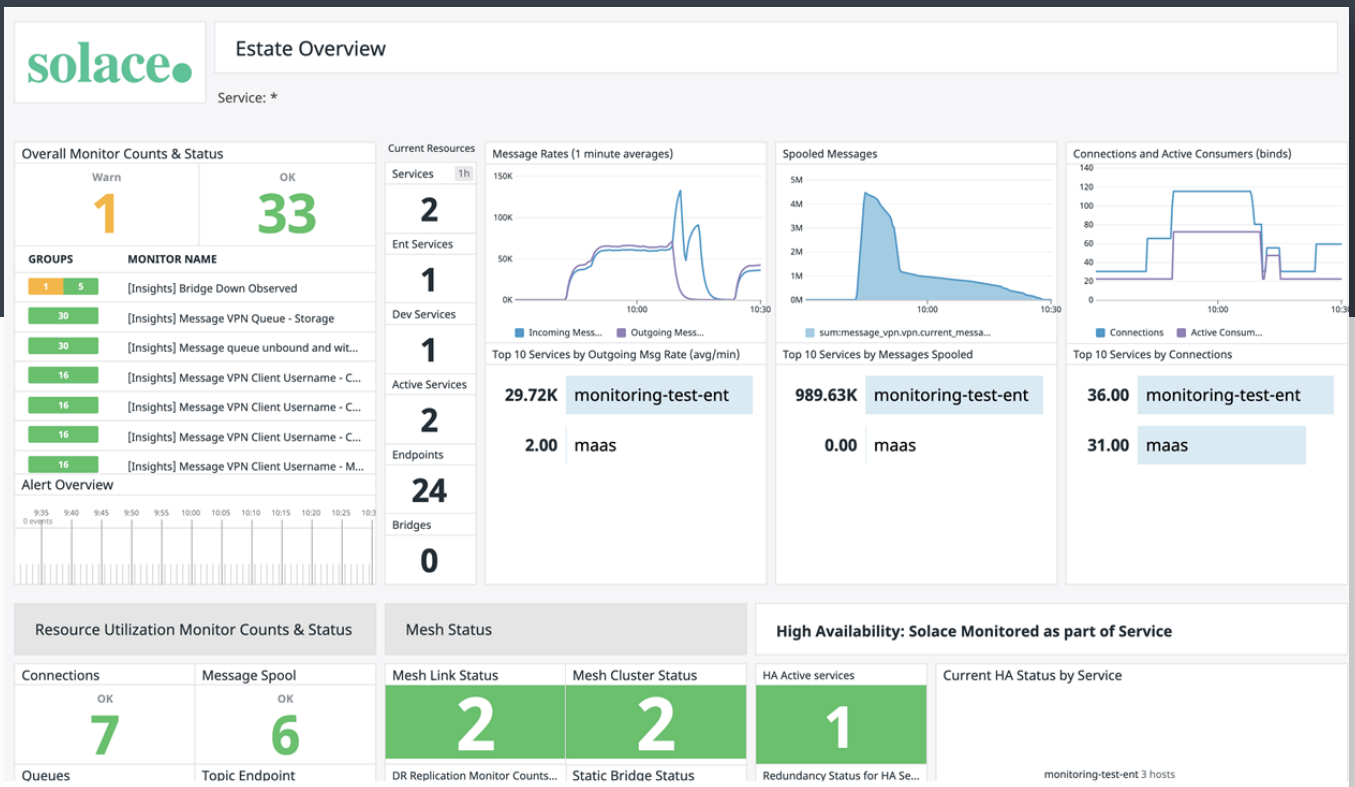 solace
Estate Overview
Service: *
Overall Monitor Counts & Status
Warn
1
OK
33
GROUPS MONITOR NAME
1 5 [Insights] Bridge Down Observed
30 [Insights] Message VPN Queue - Storage
30 [Insights] Message queue unbound and wit...
16 [Insights] Message VPN Client Username - C...
16 [Insights] Message VPN Client Username - C...
16 [Insights] Message VPN Client Username - C...
16 [Insights] Message VPN Client Username - M...
Alert Overview
9:35 9:40 9:45 9:50 9:55 10:00 10:05 10:10 10:15 10:20 10:25 10:3
0 events
Current Resources
Services 1h
2
Ent Services
1
Dev Services
1
Active Services
2
Endpoints
24
Bridges
0
Message Rates (1 minute averages)
150K
100K
50K
0K
10:00 10:30
Incoming Mess... Outgoing Mess...
Top 10 Services by Outgoing Msg Rate (avg/min)
29.72K monitoring-test-ent
2.00 maas
Spooled Messages
5M
4M
3M
2M
1M
0M
10:00 10:30
sum:message_vpn.vpn.current_messa...
Top 10 Services by Messages Spooled
989.63K monitoring-test-ent
0.00 maas
Connections and Active Consumers (binds)
140
120
100
80
60
40
20
0
10:00 10:30
Connections Active Consum...
Top 10 Services by Connections
36.00 monitoring-test-ent
31.00 maas
Resource Utilization Monitor Counts & Status
Connections
OK
7
Message Spool
OK
6
Queues
Topic Endpoint
Mesh Status
Mesh Link Status
2
Mesh Cluster Status
2
DR Replication Monitor Counts...
Static Bridge Status
High Availability: Solace Monitored as part of Service
HA Active services
1
Redundancy Status for HA Se...
Current HA Status by Service
monitoring-test-ent 3 hosts